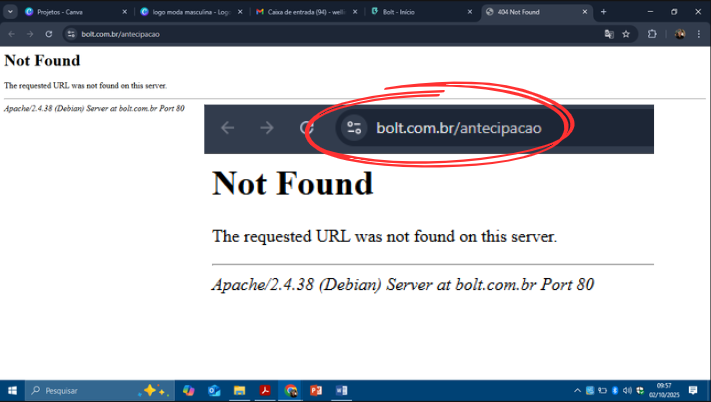 Projetos - Canva
logo moda masculina - Logo
Caixa de entrada (94) - well
Bolt - Início
404 Not Found
bolt.com.br/antecipacao
Not Found
The requested URL was not found on this server.
Apache/2.4.38 (Debian) Server at bolt.com.br Port 80
bolt.com.br/antecipacao
Not Found
The requested URL was not found on this server.
Apache/2.4.38 (Debian) Server at bolt.com.br Port 80
Pesquisar
09:57
02/10/2025